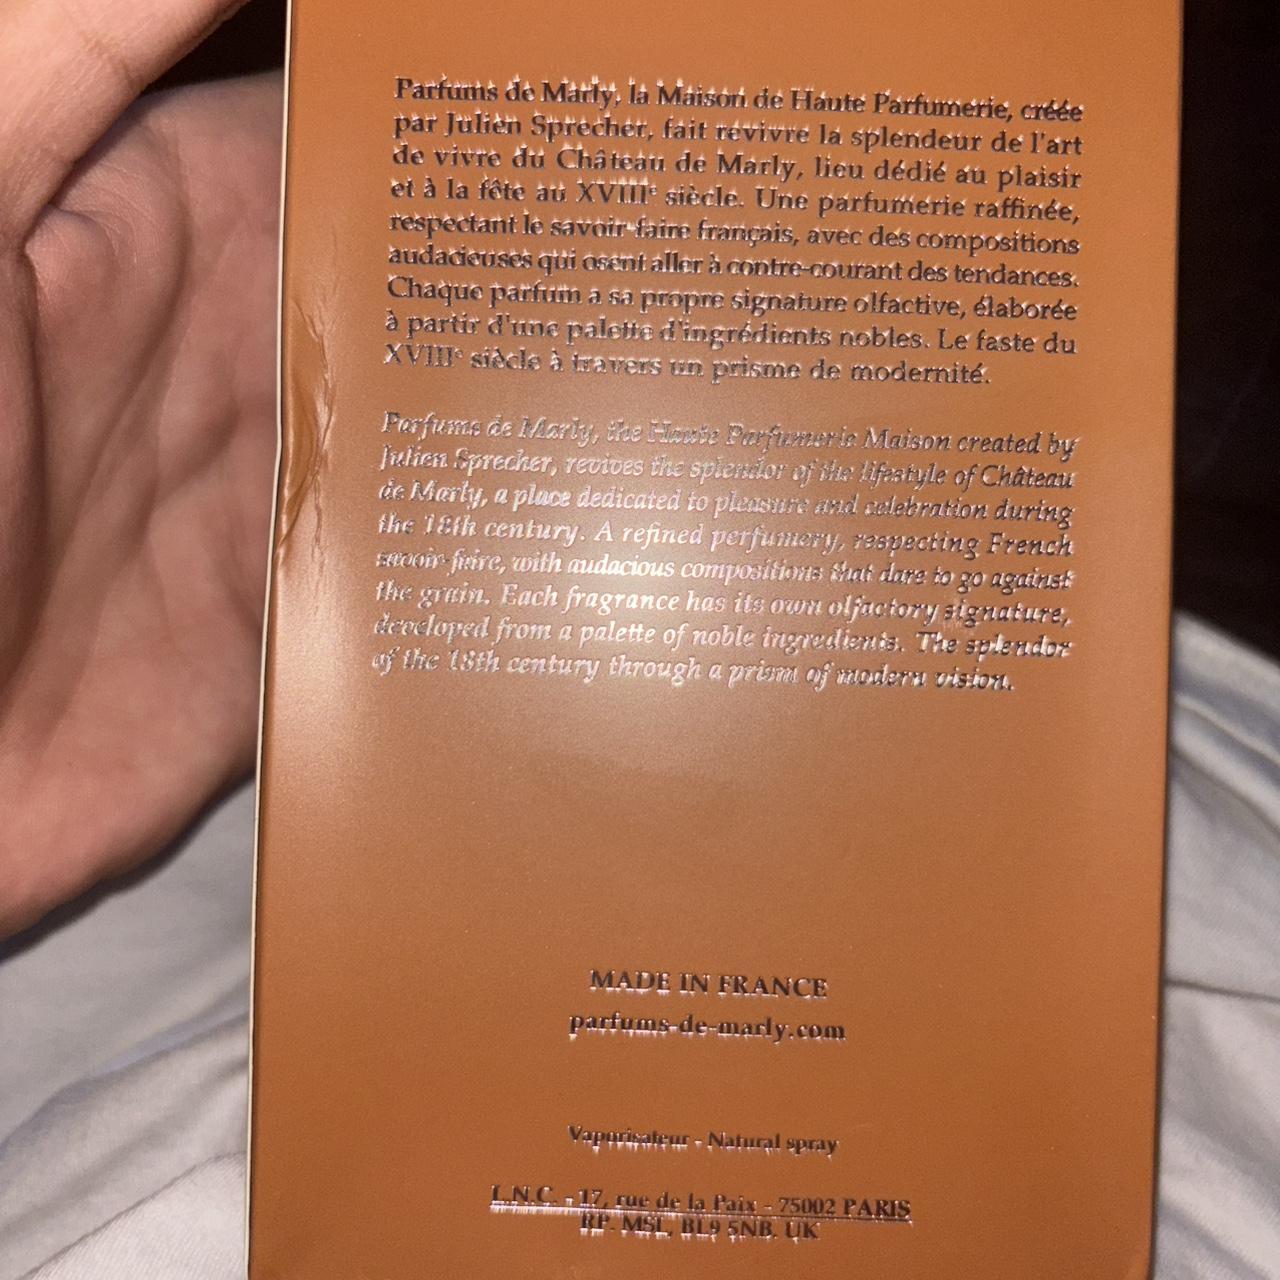 Parfums de Marly, la Maison de Haute Parfumerie, créée
par Julien Sprecher, fait revivre la splendeur de l'art
de vivre du Château de Marly, lieu dédié au plaisir
et à la fête au XVIIIᵉ siècle. Une parfumerie raffinée,
respectant le savoir-faire français, avec des compositions
audacieuses qui osent aller à contre-courant des tendances.
Chaque parfum a sa propre signature olfactive, élaborée
à partir d'une palette d'ingrédients nobles. Le faste du
XVIIIᵉ siècle à travers un prisme de modernité.
Parfums de Marly, the Haute Parfumerie Maison created by
Julien Sprecher, revives the splendor of the lifestyle of Château
de Marly, a place dedicated to pleasure and celebration during
the 18th century. A refined perfumery, respecting French
savoir-faire, with audacious compositions that dare to go against
the grain. Each fragrance has its own olfactory signature,
developed from a palette of noble ingredients. The splendor
of the 18th century through a prism of modern vision.
MADE IN FRANCE
parfums-de-marly.com
Vaporisateur - Natural spray
L.N.C. - 17, rue de la Paix - 75002 PARIS
RP. MSL, BL9 5NB. UK